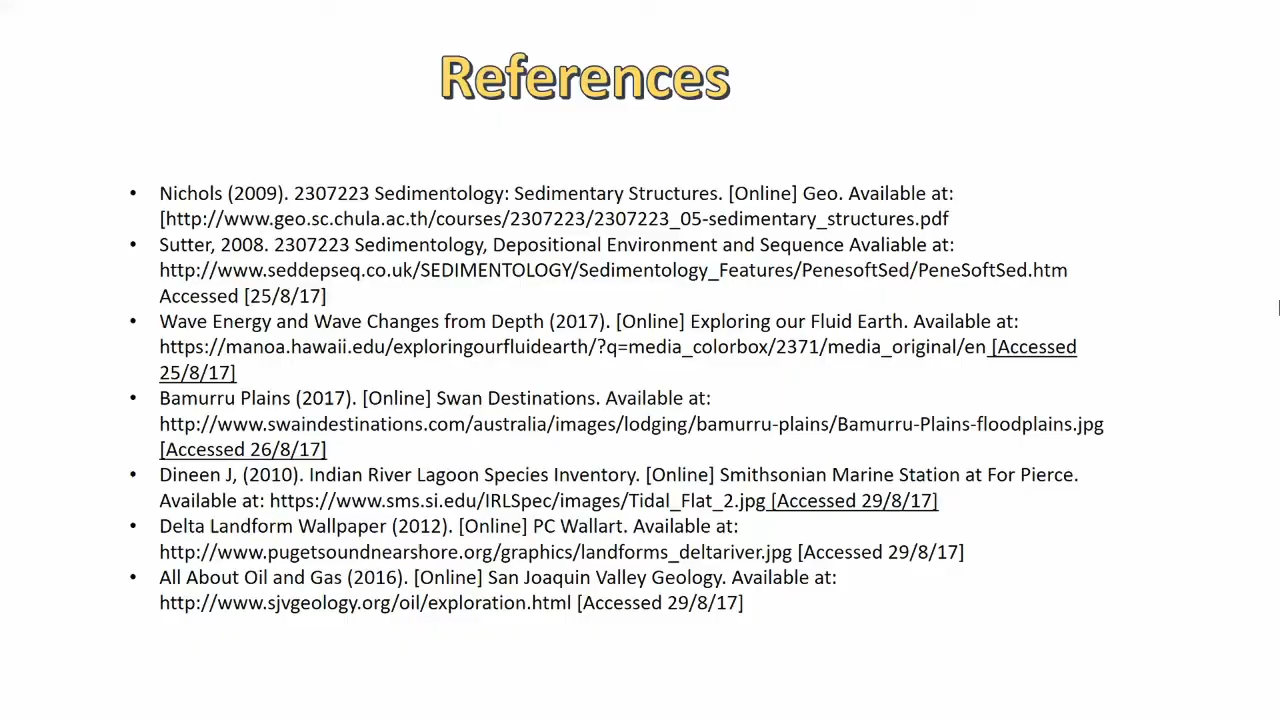 References
• Nichols (2009). 2307223 Sedimentology: Sedimentary Structures. [Online] Geo. Available at:
[http://www.geo.sc.chula.ac.th/courses/2307223/2307223_05-sedimentary_structures.pdf
• Sutter, 2008. 2307223 Sedimentology, Depositional Environment and Sequence Avaliable at:
http://www.seddepseq.co.uk/SEDIMENTOLOGY/Sedimentology_Features/PenesoftSed/PeneSoftSed.htm
Accessed [25/8/17]
• Wave Energy and Wave Changes from Depth (2017). [Online] Exploring our Fluid Earth. Available at:
https://manoa.hawaii.edu/exploringourfluidearth/?q=media_colorbox/2371/media_original/en [Accessed
25/8/17]
• Bamurru Plains (2017). [Online] Swan Destinations. Available at:
http://www.swaindestinations.com/australia/images/lodging/bamurru-plains/Bamurru-Plains-floodplains.jpg
[Accessed 26/8/17]
• Dineen J, (2010). Indian River Lagoon Species Inventory. [Online] Smithsonian Marine Station at For Pierce.
Available at: https://www.sms.si.edu/IRLSpec/images/Tidal_Flat_2.jpg [Accessed 29/8/17]
• Delta Landform Wallpaper (2012). [Online] PC Wallart. Available at:
http://www.pugetsoundnearshore.org/graphics/landforms_deltariver.jpg [Accessed 29/8/17]
• All About Oil and Gas (2016). [Online] San Joaquin Valley Geology. Available at:
http://www.sjvgeology.org/oil/exploration.html [Accessed 29/8/17]